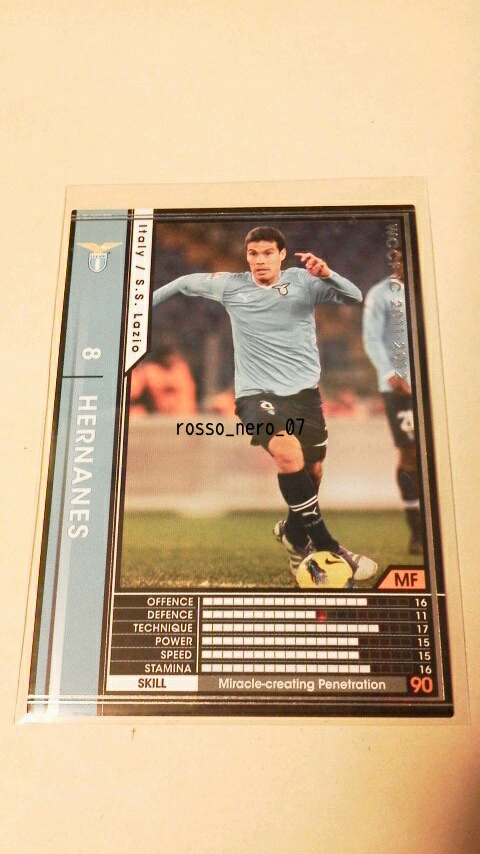 Italy / S.S. Lazio
WCCF IC 2011-2012
8
HERNANES
rosso_nero_07
MF
OFFENCE 16
DEFENCE 11
TECHNIQUE 17
POWER 15
SPEED 15
STAMINA 16
SKILL Miracle-creating Penetration 90